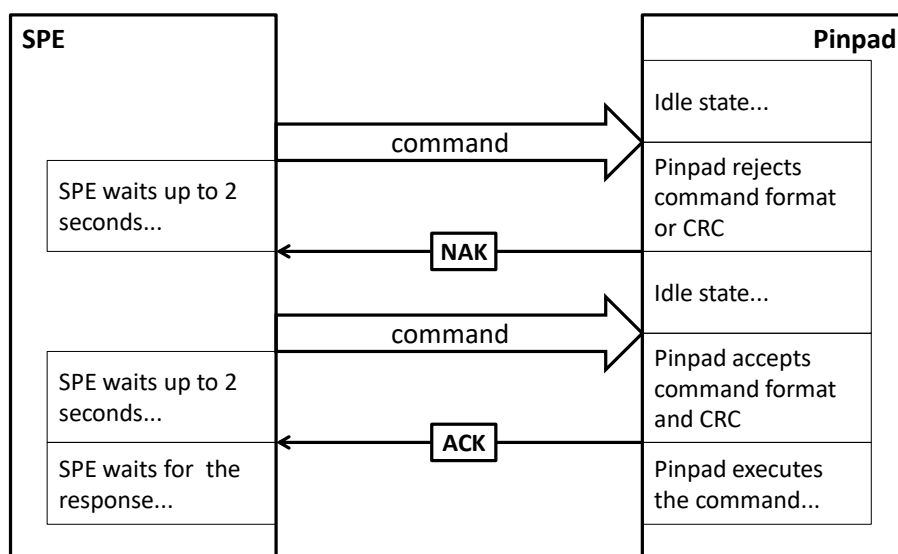 SPE
Pinpad
Idle state...
command
Pinpad rejects
command format
or CRC
SPE waits up to 2
seconds...
NAK
Idle state...
command
Pinpad accepts
command format
and CRC
SPE waits up to 2
seconds...
ACK
SPE waits for the
response...
Pinpad executes
the command...